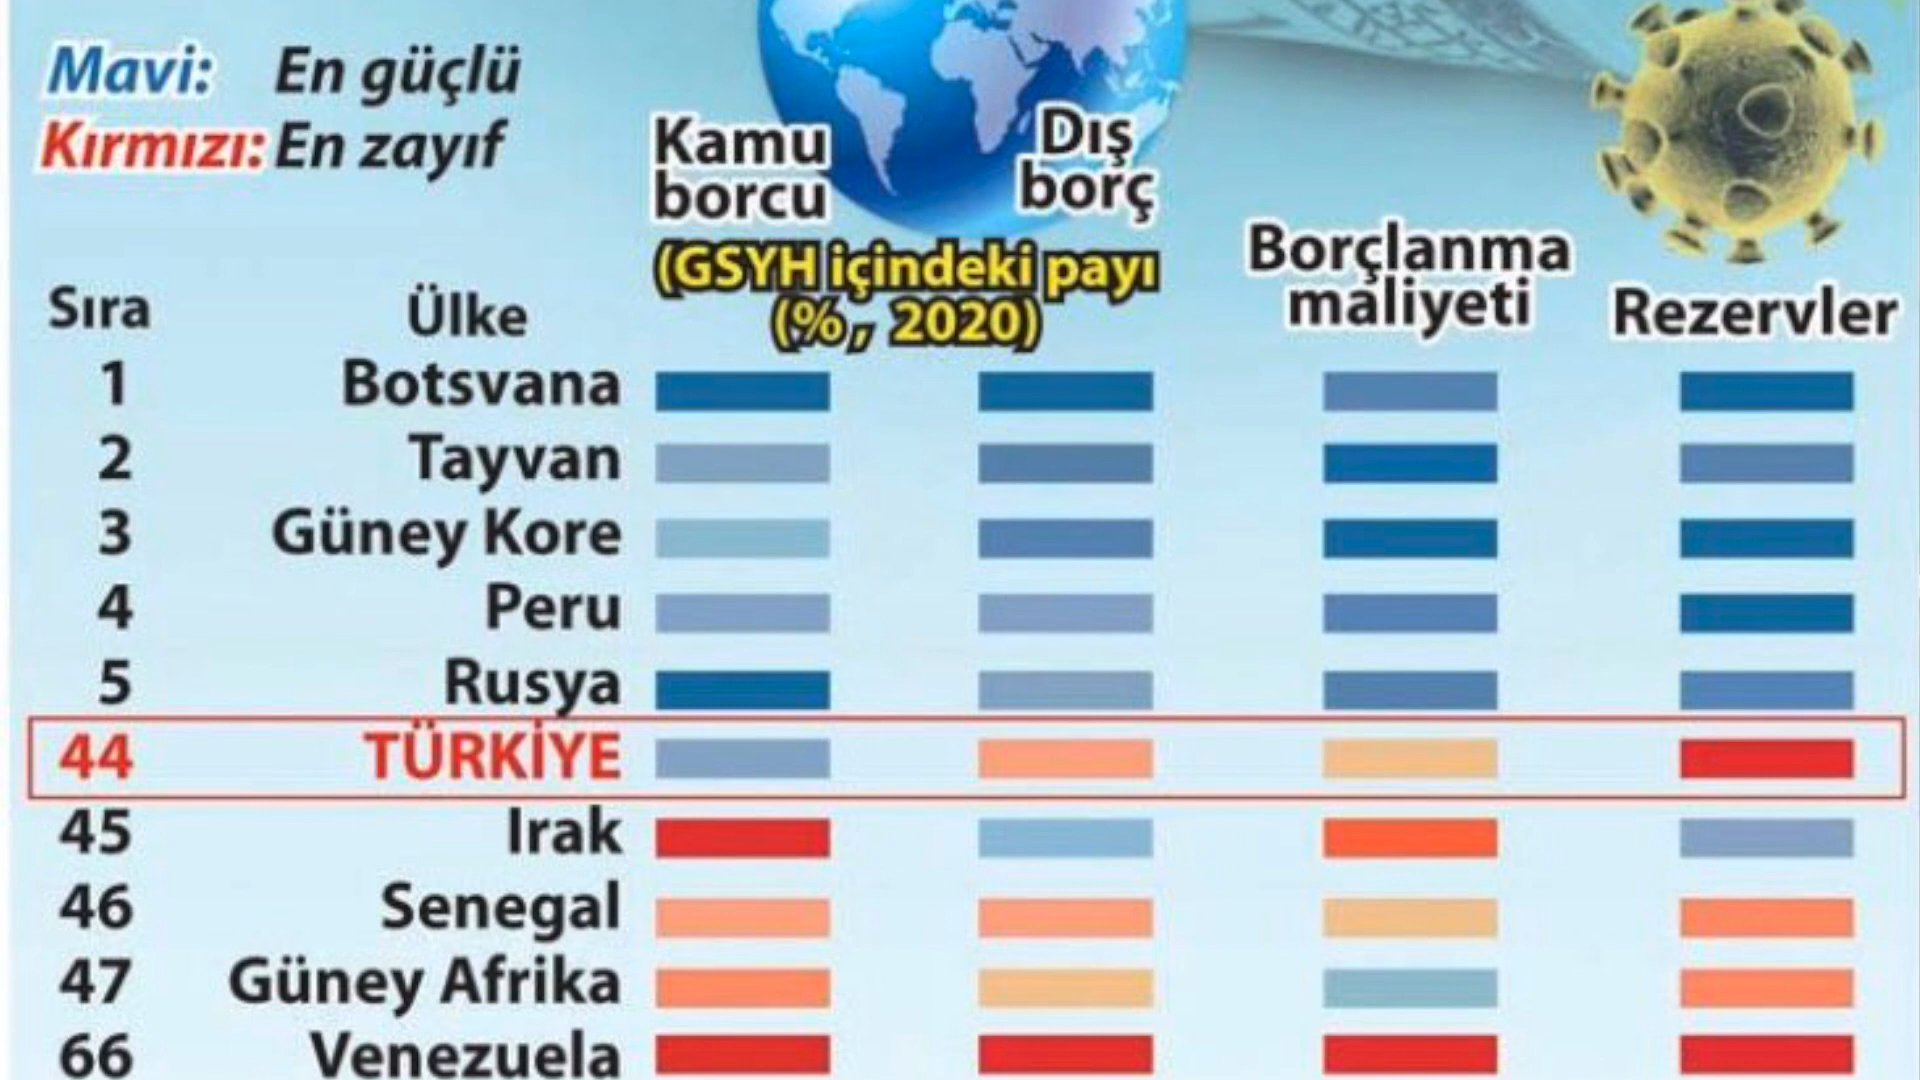 Mavi: En güçlü
Kırmızı: En zayıf
Kamu
borcu
Dış
borç
(GSYH içindeki payı
(%, 2020)
Borçlanma
maliyeti
Rezervler
Sıra Ülke
1 Botsvana
2 Tayvan
3 Güney Kore
4 Peru
5 Rusya
44 TÜRKİYE
45 Irak
46 Senegal
47 Güney Afrika
66 Venezuela